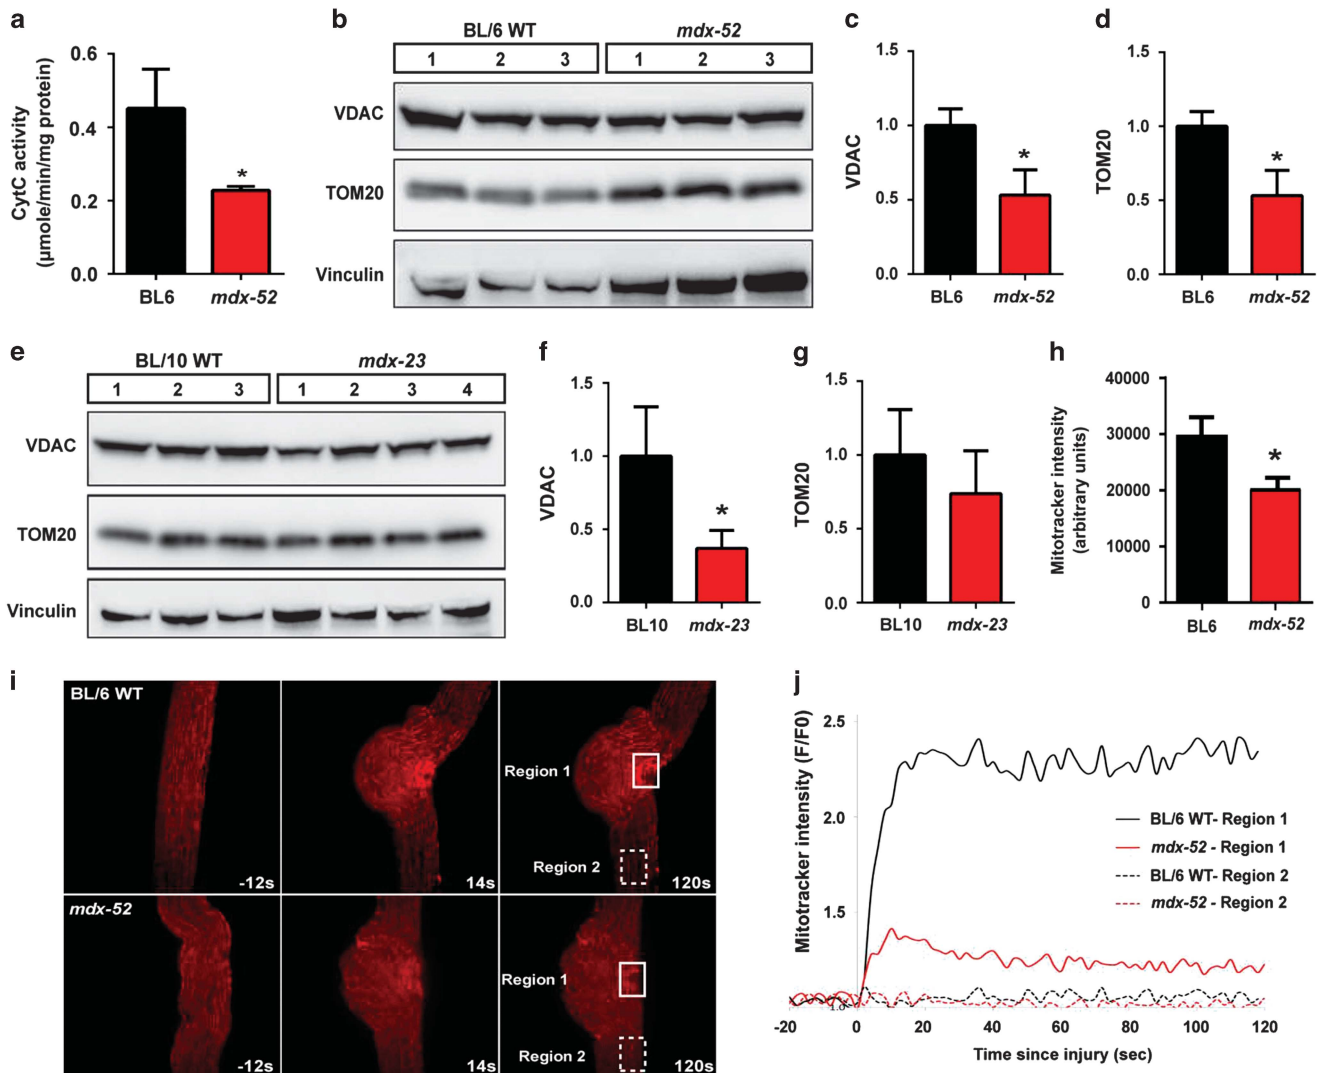 a
CytC activity
(µmole/min/mg protein)
0.6
0.4
0.2
0.0
*
BL6
mdx-52
b
BL/6 WT
mdx-52
1 2 3 1 2 3
VDAC
TOM20
Vinculin
c
VDAC
1.5
1.0
0.5
0.0
*
BL6
mdx-52
d
TOM20
1.5
1.0
0.5
0.0
*
BL6
mdx-52
e
BL/10 WT
mdx-23
1 2 3 1 2 3 4
VDAC
TOM20
Vinculin
f
VDAC
1.5
1.0
0.5
0.0
*
BL10
mdx-23
g
TOM20
1.5
1.0
0.5
0.0
BL10
mdx-23
h
Mitotracker intensity
(arbitrary units)
40000
30000
20000
10000
0
*
BL6
mdx-52
i
BL/6 WT
-12s
14s
Region 1
Region 2
120s
mdx-52
-12s
14s
Region 1
Region 2
120s
j
Mitotracker intensity (F/F0)
2.5
2.0
1.5
1.0
BL/6 WT- Region 1
mdx-52 - Region 1
BL/6 WT- Region 2
mdx-52 - Region 2
-20 0 20 40 60 80 100 120
Time since injury (sec)